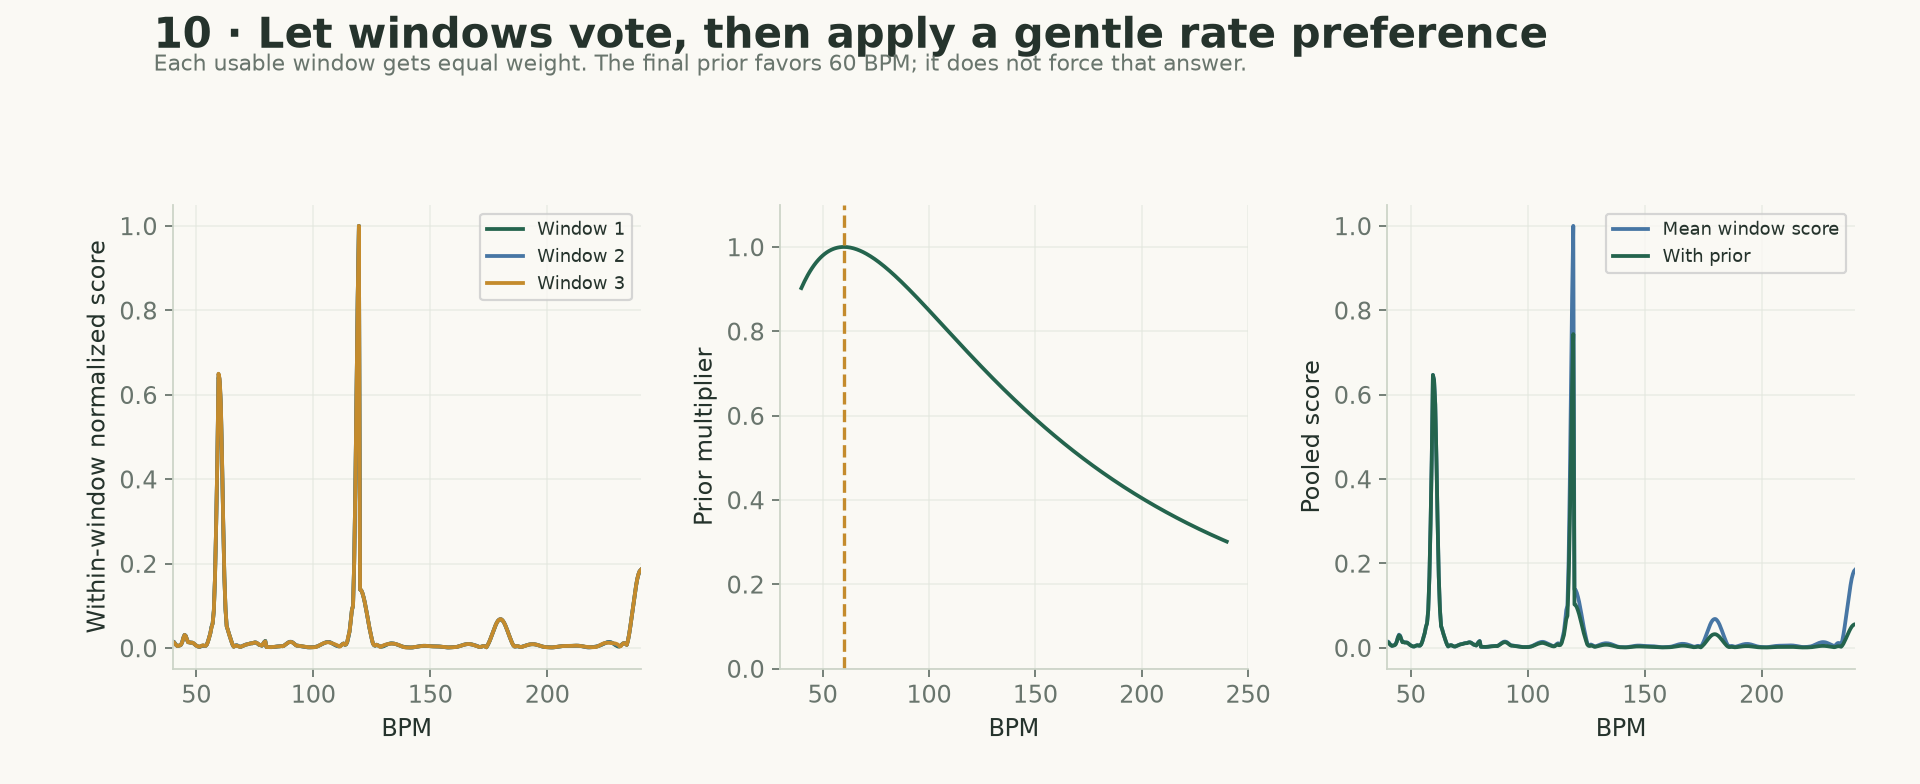 10 · Let windows vote, then apply a gentle rate preference
Each usable window gets equal weight. The final prior favors 60 BPM; it does not force that answer.
Within-window normalized score
1.0
0.8
0.6
0.4
0.2
0.0
50
100
150
200
BPM
Window 1
Window 2
Window 3
Prior multiplier
1.0
0.8
0.6
0.4
0.2
0.0
50
100
150
200
250
BPM
Pooled score
1.0
0.8
0.6
0.4
0.2
0.0
50
100
150
200
BPM
Mean window score
With prior